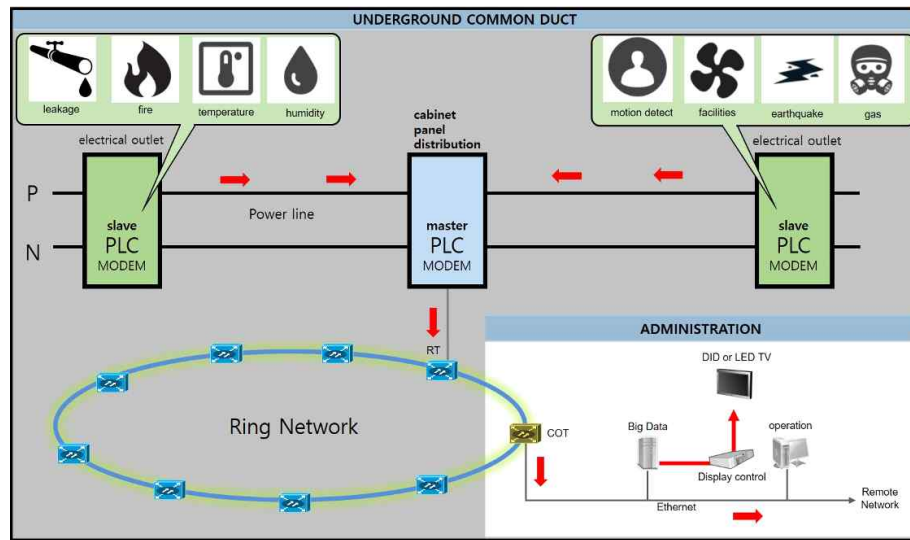 UNDERGROUND COMMON DUCT
leakage
fire
temperature
humidity
motion detect
facilities
earthquake
gas
electrical outlet
cabinet
panel
distribution
electrical outlet
P
N
Power line
slave
PLC
MODEM
master
PLC
MODEM
slave
PLC
MODEM
RT
Ring Network
COT
ADMINISTRATION
DID or LED TV
Big Data
operation
Display control
Ethernet
Remote
Network